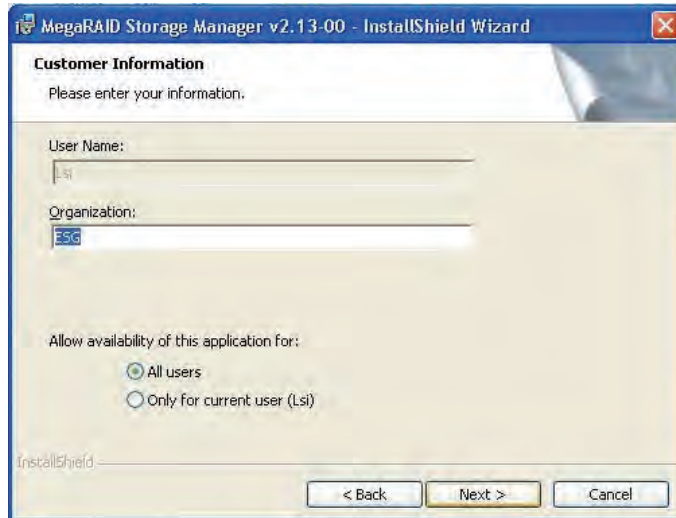 MegaRAID Storage Manager v2.13-00 - InstallShield Wizard
Customer Information
Please enter your information.
User Name:
Lsi
Organization:
ESG
Allow availability of this application for:
All users
Only for current user (Lsi)
InstallShield
< Back Next > Cancel